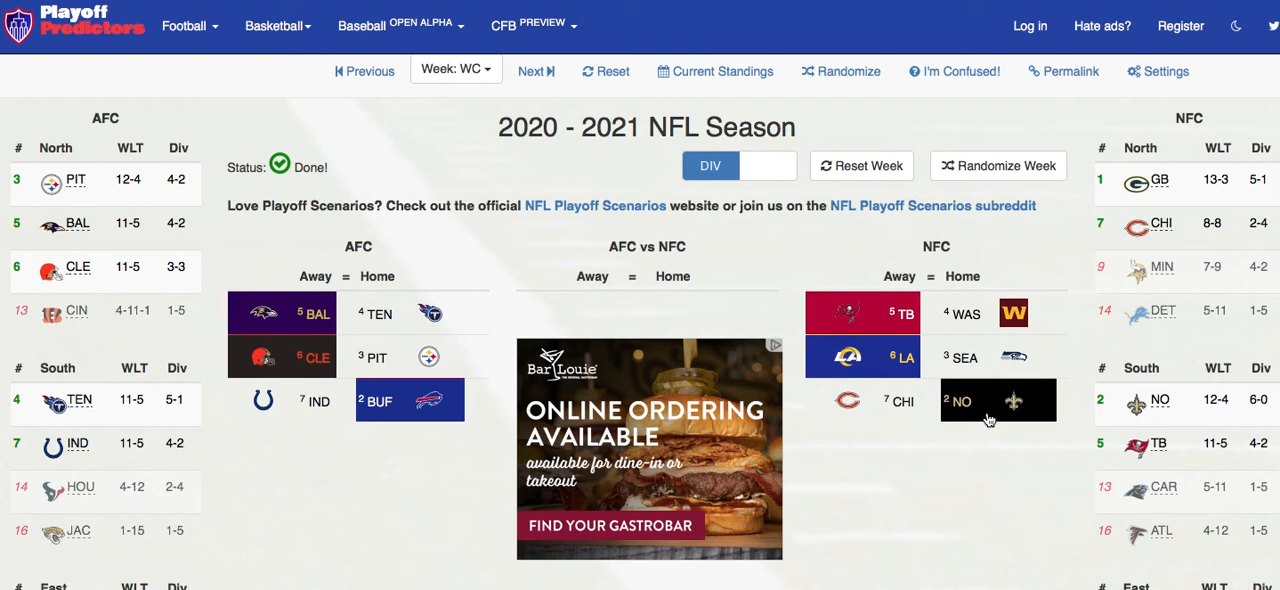 Playoff
Predictors
Football
Basketball
Baseball OPEN ALPHA
CFB PREVIEW
Log in
Hate ads?
Register
Previous
Week: WC
Next
Reset
Current Standings
Randomize
I'm Confused!
Permalink
Settings
AFC
# North WLT Div
3 PIT 12-4 4-2
5 BAL 11-5 4-2
6 CLE 11-5 3-3
13 CIN 4-11-1 1-5
# South WLT Div
4 TEN 11-5 5-1
7 IND 11-5 4-2
14 HOU 4-12 2-4
16 JAC 1-15 1-5
# East WLT Div
2020 - 2021 NFL Season
Status: Done!
DIV
Reset Week
Randomize Week
Love Playoff Scenarios? Check out the official NFL Playoff Scenarios website or join us on the NFL Playoff Scenarios subreddit
AFC
Away = Home
5 BAL 4 TEN
6 CLE 3 PIT
7 IND 2 BUF
AFC vs NFC
Away = Home
Bar Louie
ONLINE ORDERING
AVAILABLE
available for dine-in or
takeout
FIND YOUR GASTROBAR
NFC
Away = Home
5 TB 4 WAS
6 LA 3 SEA
7 CHI 2 NO
NFC
# North WLT Div
1 GB 13-3 5-1
7 CHI 8-8 2-4
9 MIN 7-9 4-2
14 DET 5-11 1-5
# South WLT Div
2 NO 12-4 6-0
5 TB 11-5 4-2
13 CAR 5-11 1-5
16 ATL 4-12 1-5
# East WLT Div